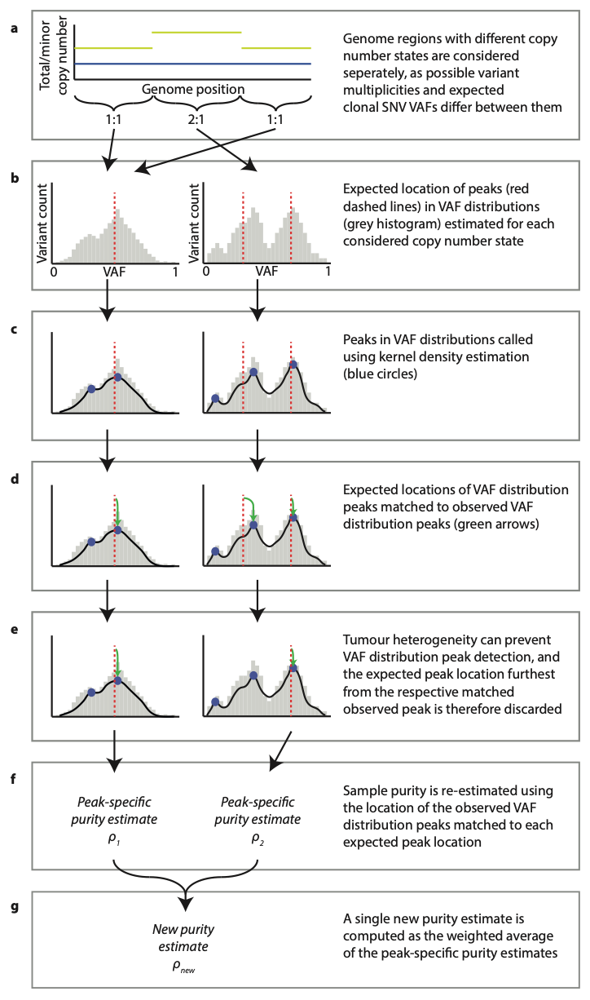 a
Total/minor
copy number
Genome position
1:1
2:1
1:1
Genome regions with different copy
number states are considered
seperately, as possible variant
multiplicities and expected
clonal SNV VAFs differ between them
b
Variant count
0
VAF
1
Variant count
0
VAF
1
Expected location of peaks (red
dashed lines) in VAF distributions
(grey histogram) estimated for each
considered copy number state
c
Peaks in VAF distributions called
using kernel density estimation
(blue circles)
d
Expected locations of VAF distribution
peaks matched to observed VAF
distribution peaks (green arrows)
e
Tumour heterogeneity can prevent
VAF distribution peak detection, and
the expected peak location furthest
from the respective matched
observed peak is therefore discarded
f
Peak-specific
purity estimate
ρ1
Peak-specific
purity estimate
ρ2
Sample purity is re-estimated using
the location of the observed VAF
distribution peaks matched to each
expected peak location
g
New purity
estimate
ρnew
A single new purity estimate is
computed as the weighted average
of the peak-specific purity estimates